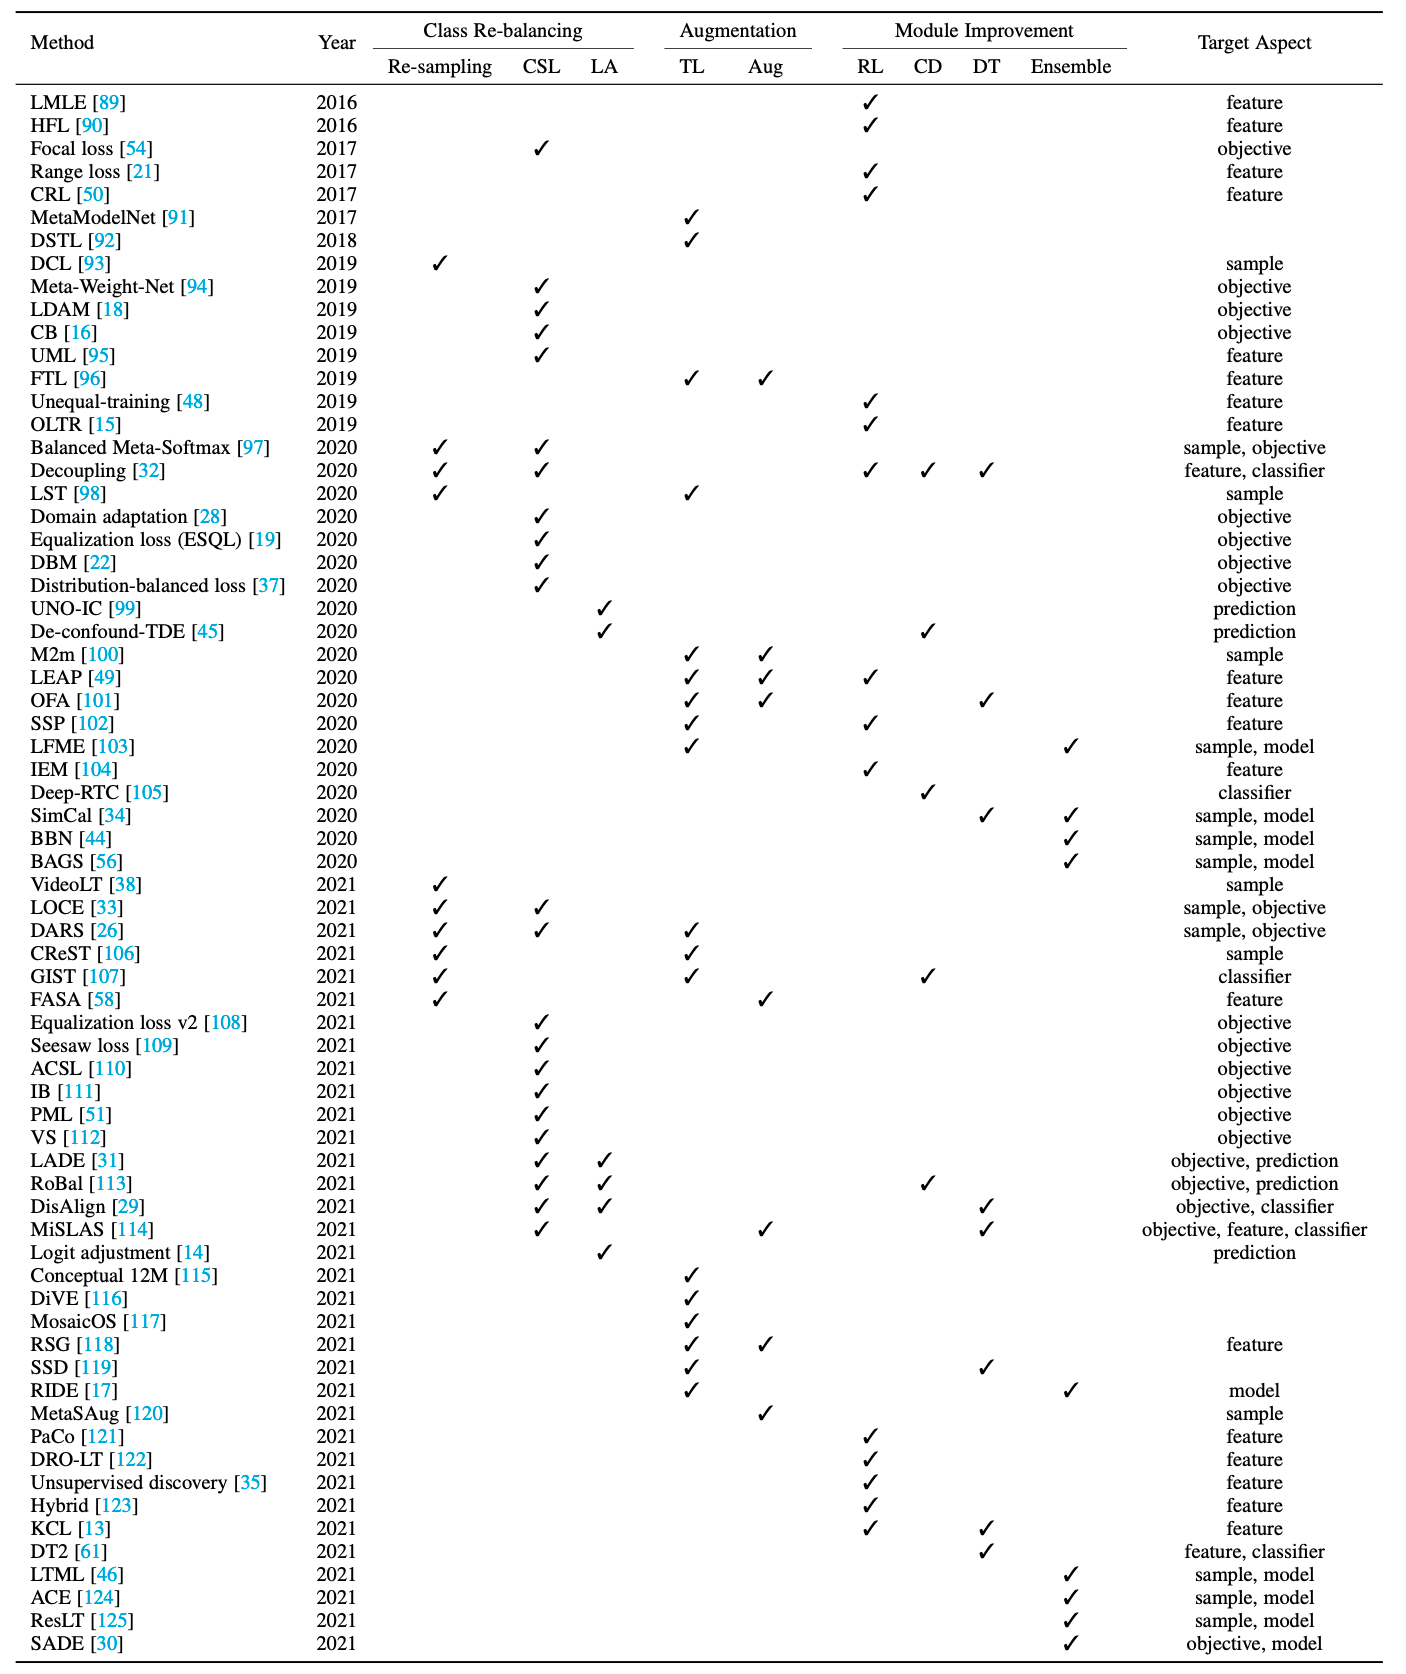 Class Re-balancing Augmentation Module Improvement
Method Year Target Aspect
Re-sampling CSL LA TL Aug RL CD DT Ensemble
LMLE [89] 2016 ✓ feature
HFL [90] 2016 ✓ feature
Focal loss [54] 2017 ✓ objective
Range loss [21] 2017 ✓ feature
CRL [50] 2017 ✓ feature
MetaModelNet [91] 2017 ✓
DSTL [92] 2018 ✓
DCL [93] 2019 ✓ sample
Meta-Weight-Net [94] 2019 ✓ objective
LDAM [18] 2019 ✓ objective
CB [16] 2019 ✓ objective
UML [95] 2019 ✓ feature
FTL [96] 2019 ✓ ✓ feature
Unequal-training [48] 2019 ✓ feature
OLTR [15] 2019 ✓ feature
Balanced Meta-Softmax [97] 2020 ✓ ✓ sample, objective
Decoupling [32] 2020 ✓ ✓ ✓ ✓ ✓ feature, classifier
LST [98] 2020 ✓ ✓ sample
Domain adaptation [28] 2020 ✓ objective
Equalization loss (ESQL) [19] 2020 ✓ objective
DBM [22] 2020 ✓ objective
Distribution-balanced loss [37] 2020 ✓ objective
UNO-IC [99] 2020 ✓ prediction
De-confound-TDE [45] 2020 ✓ ✓ prediction
M2m [100] 2020 ✓ ✓ sample
LEAP [49] 2020 ✓ ✓ ✓ feature
OFA [101] 2020 ✓ ✓ ✓ feature
SSP [102] 2020 ✓ ✓ feature
LFME [103] 2020 ✓ ✓ sample, model
IEM [104] 2020 ✓ feature
Deep-RTC [105] 2020 ✓ classifier
SimCal [34] 2020 ✓ ✓ sample, model
BBN [44] 2020 ✓ sample, model
BAGS [56] 2020 ✓ sample, model
VideoLT [38] 2021 ✓ sample
LOCE [33] 2021 ✓ ✓ sample, objective
DARS [26] 2021 ✓ ✓ ✓ sample, objective
CReST [106] 2021 ✓ ✓ sample
GIST [107] 2021 ✓ ✓ ✓ classifier
FASA [58] 2021 ✓ ✓ feature
Equalization loss v2 [108] 2021 ✓ objective
Seesaw loss [109] 2021 ✓ objective
ACSL [110] 2021 ✓ objective
IB [111] 2021 ✓ objective
PML [51] 2021 ✓ objective
VS [112] 2021 ✓ objective
LADE [31] 2021 ✓ ✓ objective, prediction
RoBal [113] 2021 ✓ ✓ ✓ objective, prediction
DisAlign [29] 2021 ✓ ✓ ✓ objective, classifier
MiSLAS [114] 2021 ✓ ✓ ✓ objective, feature, classifier
Logit adjustment [14] 2021 ✓ prediction
Conceptual 12M [115] 2021 ✓
DiVE [116] 2021 ✓
MosaicOS [117] 2021 ✓
RSG [118] 2021 ✓ ✓ feature
SSD [119] 2021 ✓ ✓
RIDE [17] 2021 ✓ ✓ model
MetaSAug [120] 2021 ✓ sample
PaCo [121] 2021 ✓ feature
DRO-LT [122] 2021 ✓ feature
Unsupervised discovery [35] 2021 ✓ feature
Hybrid [123] 2021 ✓ feature
KCL [13] 2021 ✓ ✓ feature
DT2 [61] 2021 ✓ feature, classifier
LTML [46] 2021 ✓ sample, model
ACE [124] 2021 ✓ sample, model
ResLT [125] 2021 ✓ sample, model
SADE [30] 2021 ✓ objective, model